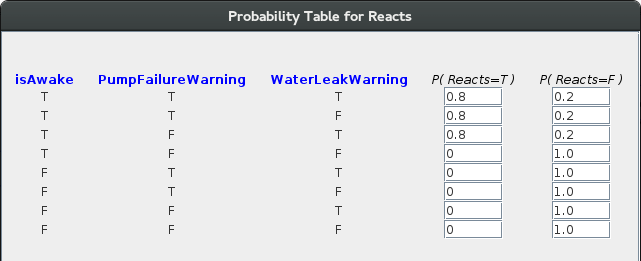 Probability Table for Reacts
isAwake PumpFailureWarning WaterLeakWarning P( Reacts=T ) P( Reacts=F )
T T T 0.8 0.2
T T F 0.8 0.2
T F T 0.8 0.2
T F F 0 1.0
F T T 0 1.0
F T F 0 1.0
F F T 0 1.0
F F F 0 1.0